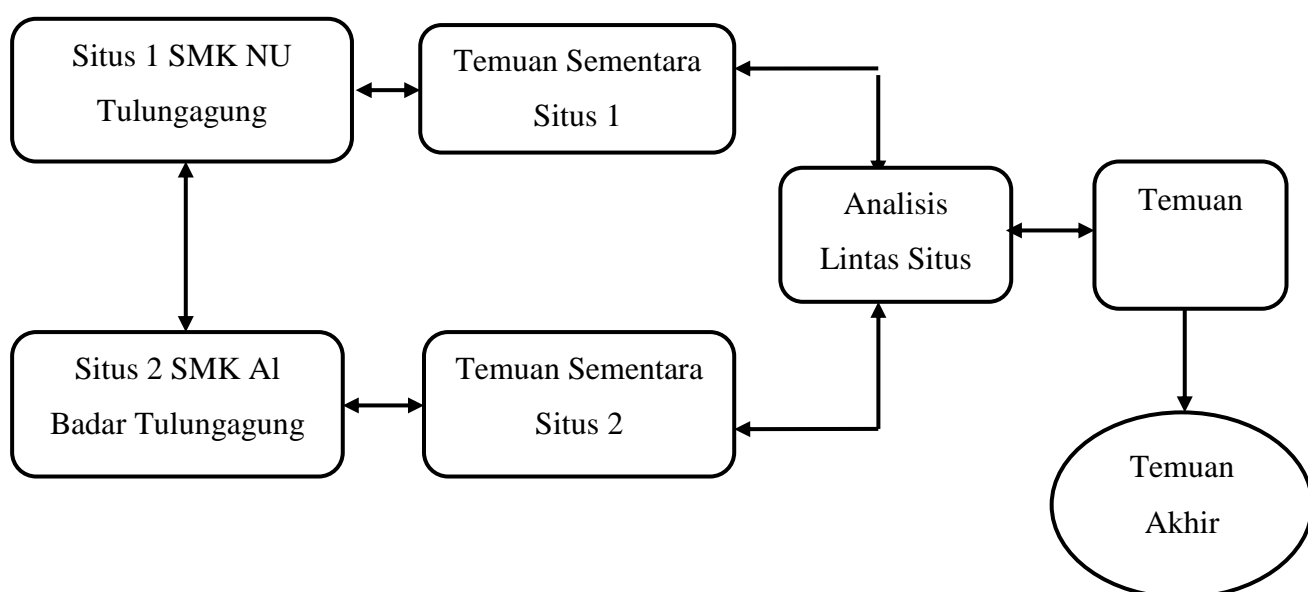 Situs 1 SMK NU
Tulungagung
Temuan Sementara
Situs 1
Analisis
Lintas Situs
Temuan
Situs 2 SMK Al
Badar Tulungagung
Temuan Sementara
Situs 2
Temuan
Akhir